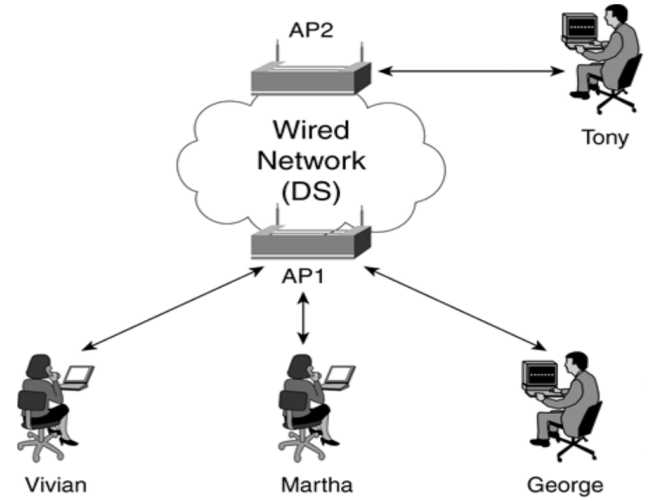 AP2
Tony
Wired
Network
(DS)
AP1
Vivian
Martha
George